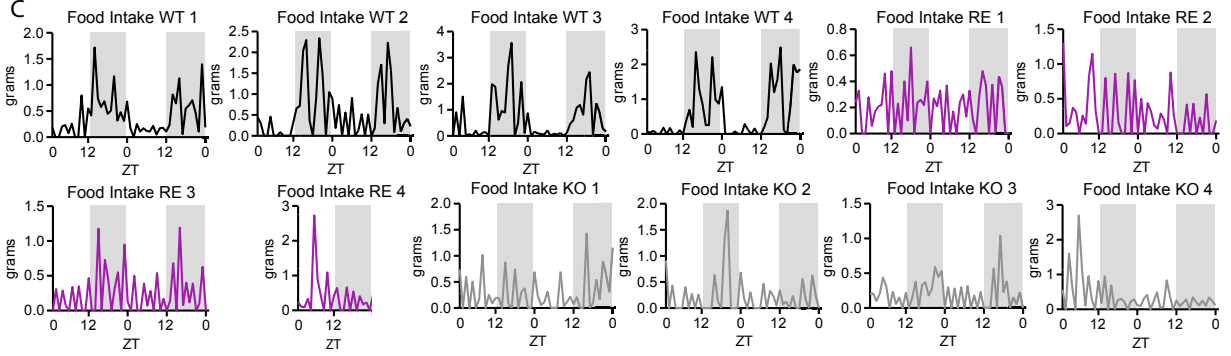 C
Food Intake WT 1
grams
2.0
1.5
1.0
0.5
0.0
0 12 0 12 0
ZT
Food Intake WT 2
2.5
2.0
1.5
1.0
0.5
0.0
0 12 0 12 0
ZT
Food Intake WT 3
grams
4
3
2
1
0
0 12 0 12 0
ZT
Food Intake WT 4
grams
3
2
1
0
0 12 0 12 0
ZT
Food Intake RE 1
grams
0.8
0.6
0.4
0.2
0.0
0 12 0 12 0
ZT
Food Intake RE 2
grams
1.5
1.0
0.5
0.0
0 12 0 12 0
ZT
Food Intake RE 3
grams
1.5
1.0
0.5
0.0
0 12 0 12 0
ZT
Food Intake RE 4
grams
3
2
1
0
0 12
ZT
Food Intake KO 1
grams
2.0
1.5
1.0
0.5
0.0
0 12 0 12 0
ZT
Food Intake KO 2
grams
2.0
1.5
1.0
0.5
0.0
0 12 0 12 0
ZT
Food Intake KO 3
grams
1.5
1.0
0.5
0.0
0 12 0 12 0
ZT
Food Intake KO 4
grams
3
2
1
0
0 12 0 12 0
ZT